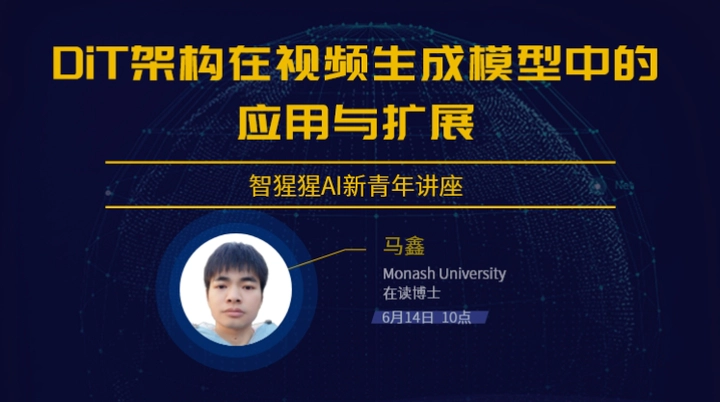 DiT架构在视频生成模型中的
应用与扩展
智猩猩AI新青年讲座
马鑫
Monash University
在读博士
6月14日 10点